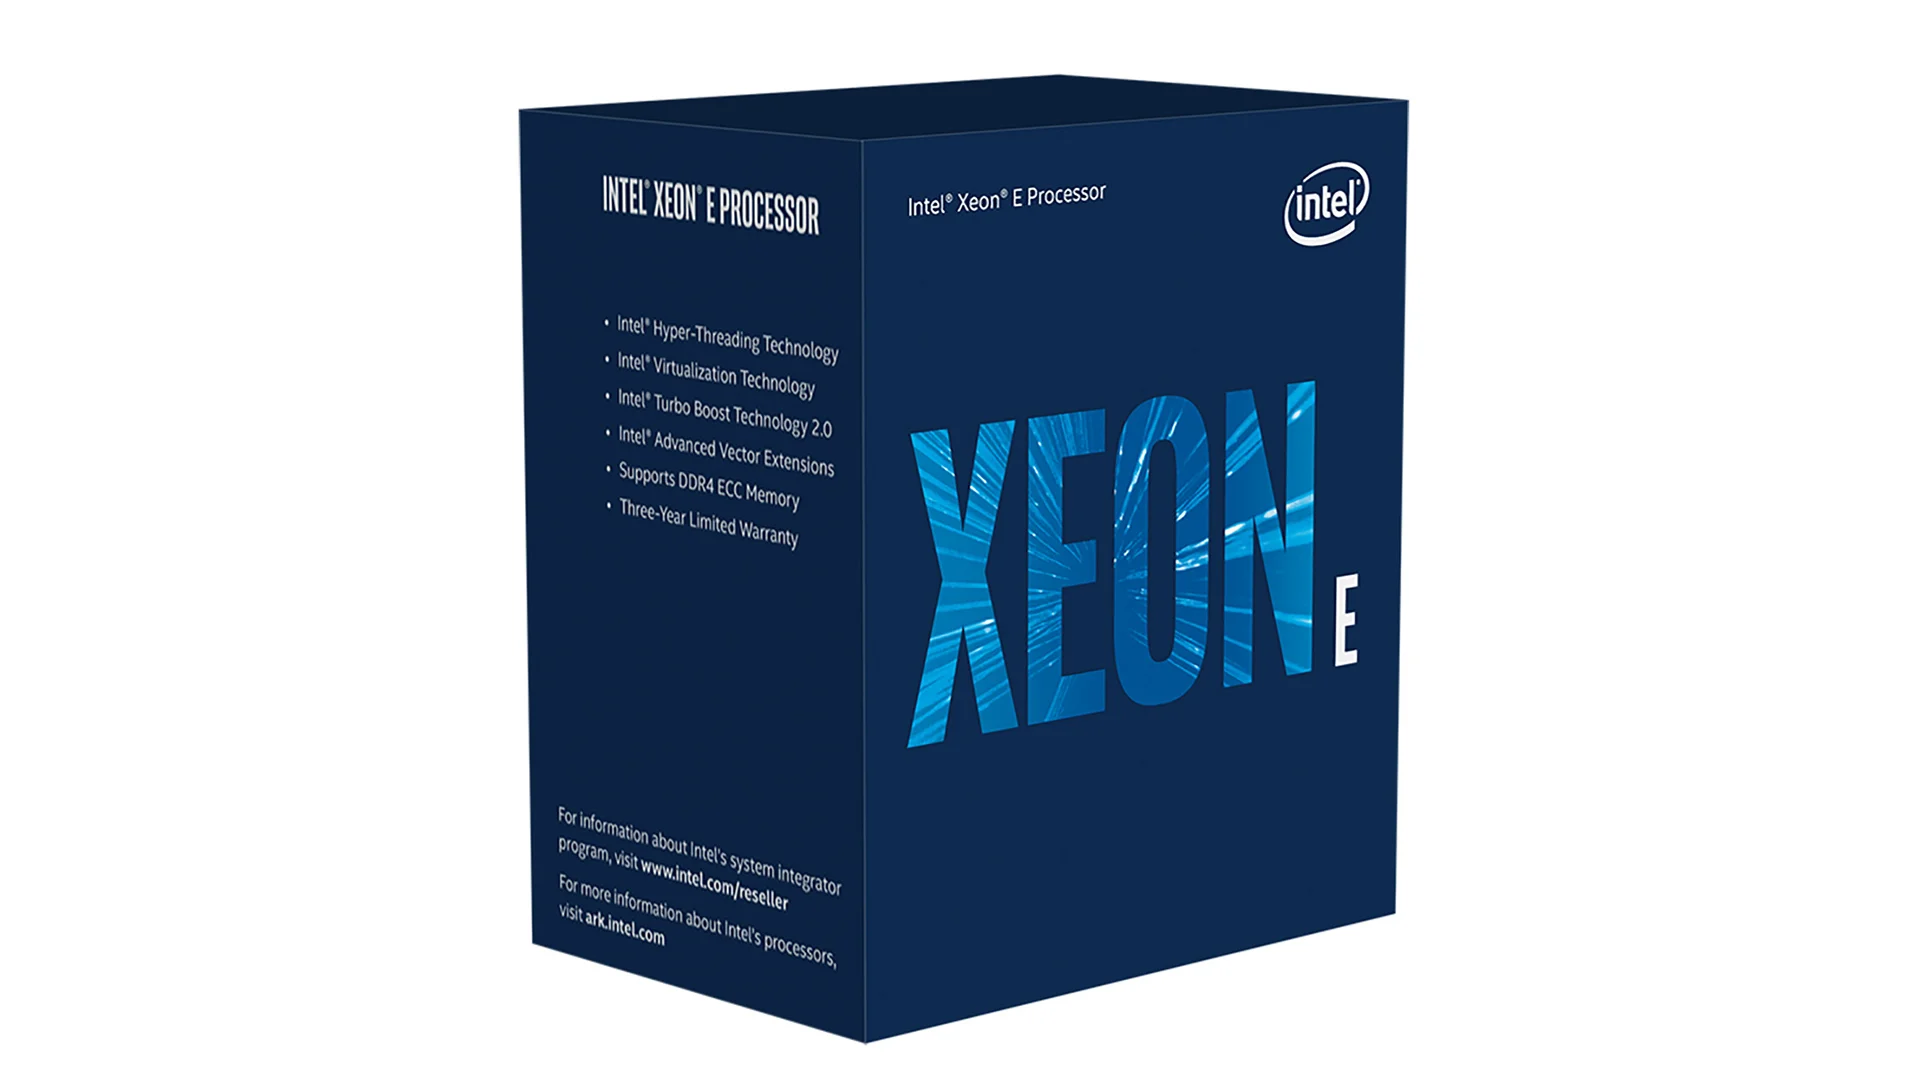 INTEL® XEON® E PROCESSOR
• Intel® Hyper-Threading Technology
• Intel® Virtualization Technology
• Intel® Turbo Boost Technology 2.0
• Intel® Advanced Vector Extensions
• Supports DDR4 ECC Memory
• Three-Year Limited Warranty
For information about Intel's system integrator
program, visit www.intel.com/reseller
For more information about Intel's processors,
visit ark.intel.com
Intel® Xeon® E Processor
intel®
XEON E